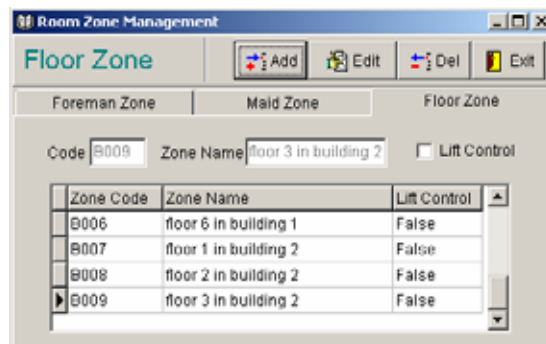 Room Zone Management
Floor Zone Add Edit Del Exit
Foreman Zone Maid Zone Floor Zone
Code B009 Zone Name floor 3 in building 2 Lift Control
Zone Code Zone Name Lift Control
B006 floor 6 in building 1 False
B007 floor 1 in building 2 False
B008 floor 2 in building 2 False
B009 floor 3 in building 2 False